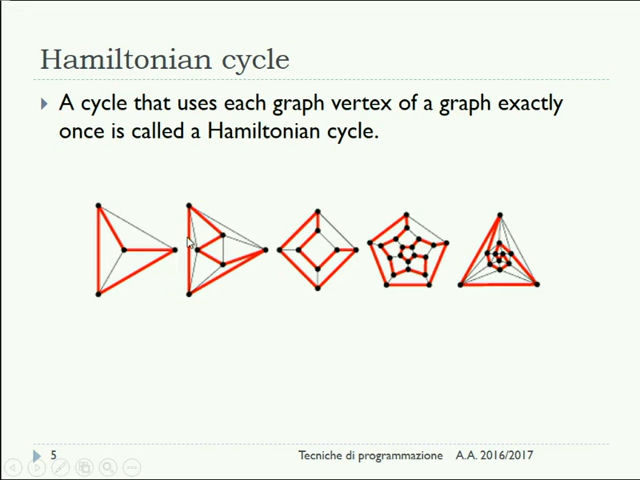 Hamiltonian cycle
A cycle that uses each graph vertex of a graph exactly
once is called a Hamiltonian cycle.
5
Tecniche di programmazione A.A. 2016/2017